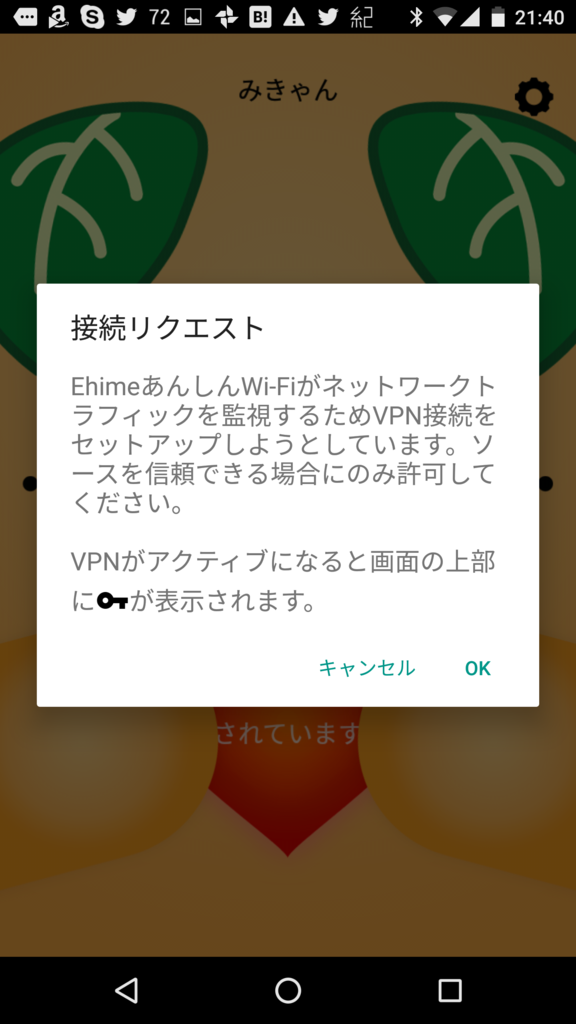 72 B! 紀 21:40
みきゃん
接続リクエスト
EhimeあんしんWi-Fiがネットワークト
ラフィックを監視するためVPN接続を
セットアップしようとしています。ソ
ースを信頼できる場合にのみ許可して
ください。
VPNがアクティブになると画面の上部
にが表示されます。
キャンセル OK
されています